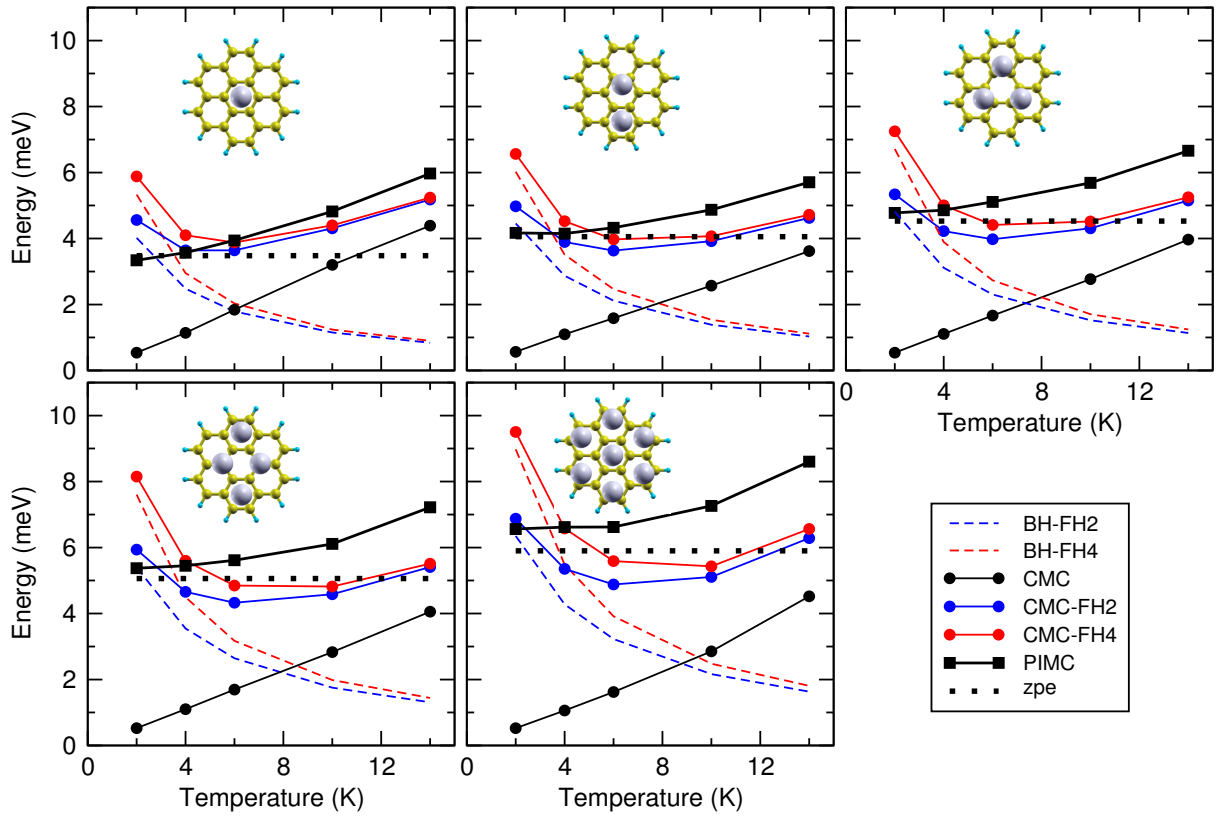 10
8
6
4
2
0
Energy (meV)
0
4
8
12
Temperature (K)
10
8
6
4
2
0
Energy (meV)
0
4
8
12
Temperature (K)
0
4
8
12
Temperature (K)
BH-FH2
BH-FH4
CMC
CMC-FH2
CMC-FH4
PIMC
zpe